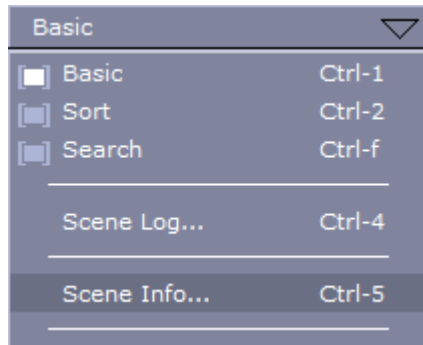 Basic
Basic Ctrl-1
Sort Ctrl-2
Search Ctrl-f
Scene Log... Ctrl-4
Scene Info... Ctrl-5